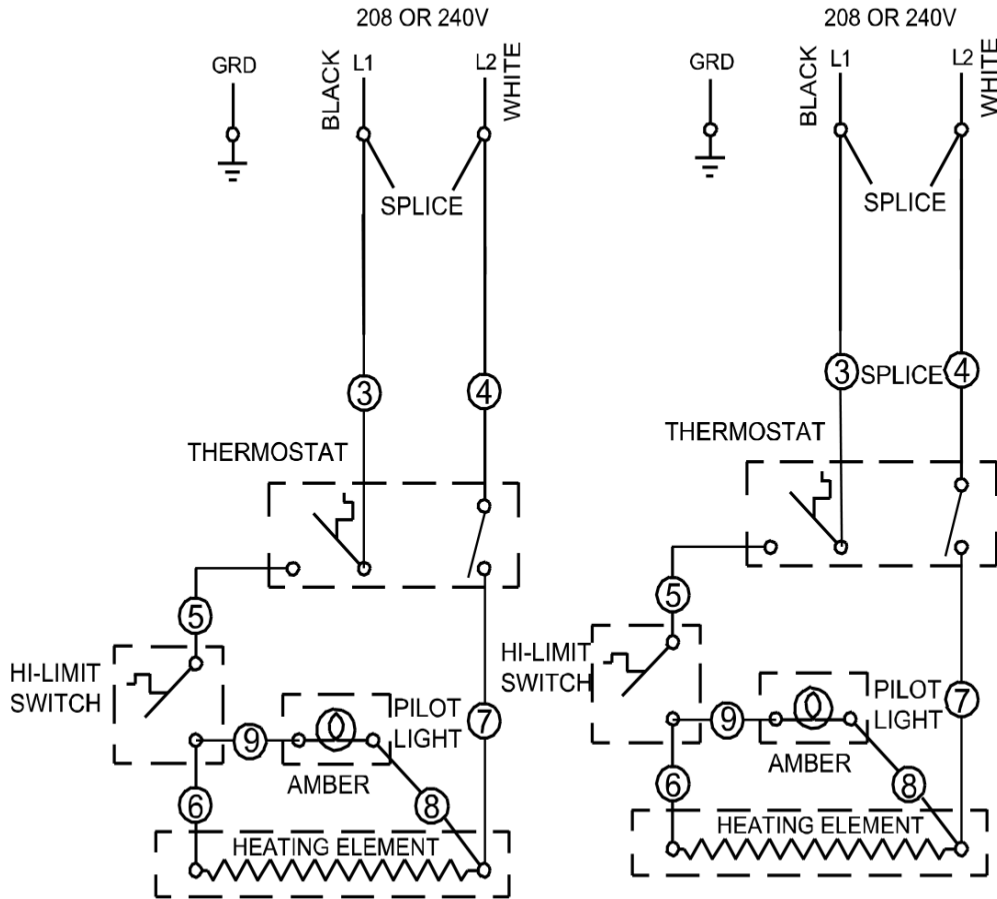 208 OR 240V
GRD
BLACK
L1
L2
WHITE
SPLICE
3
4
THERMOSTAT
5
HI-LIMIT
SWITCH
9
PILOT
LIGHT
7
AMBER
6
8
HEATING ELEMENT
208 OR 240V
GRD
BLACK
L1
L2
WHITE
SPLICE
3
SPLICE
4
THERMOSTAT
5
HI-LIMIT
SWITCH
9
PILOT
LIGHT
7
AMBER
6
8
HEATING ELEMENT